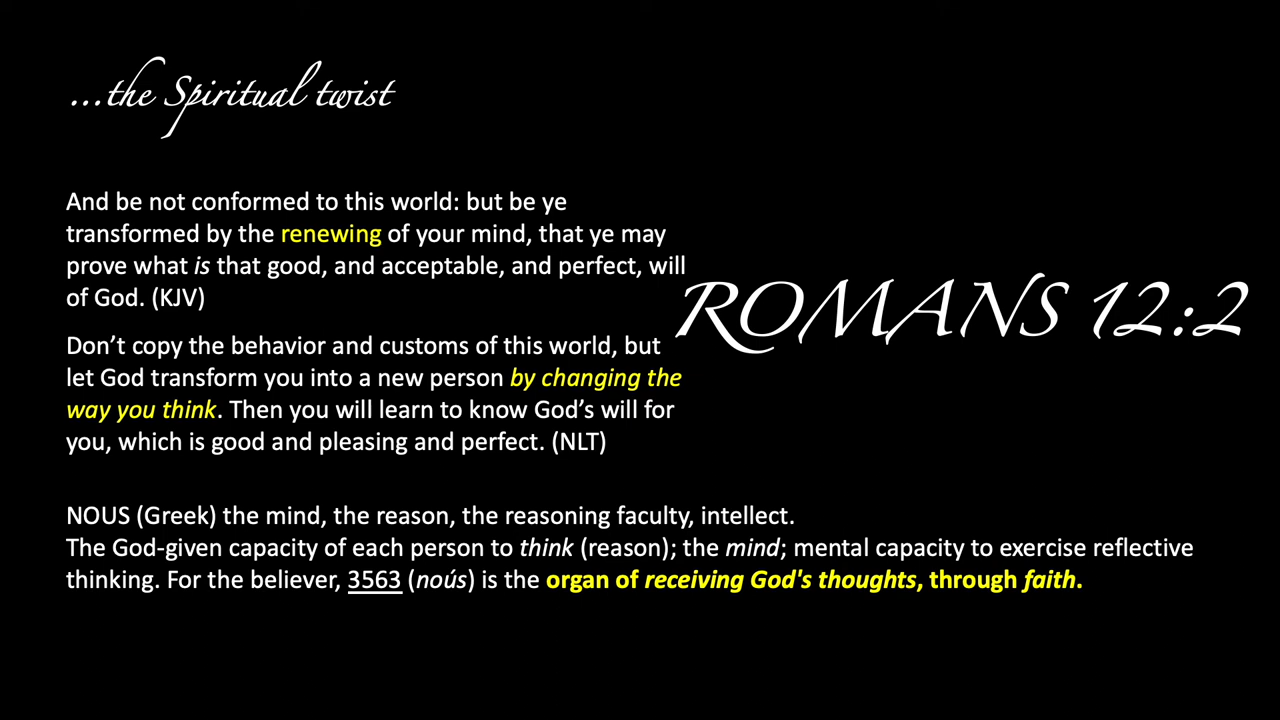 ...the Spiritual twist
And be not conformed to this world: but be ye
transformed by the renewing of your mind, that ye may
prove what is that good, and acceptable, and perfect, will
of God. (KJV)
ROMANS 12:2
Don’t copy the behavior and customs of this world, but
let God transform you into a new person by changing the
way you think. Then you will learn to know God’s will for
you, which is good and pleasing and perfect. (NLT)
NOUS (Greek) the mind, the reason, the reasoning faculty, intellect.
The God-given capacity of each person to think (reason); the mind; mental capacity to exercise reflective
thinking. For the believer, 3563 (noús) is the organ of receiving God's thoughts, through faith.